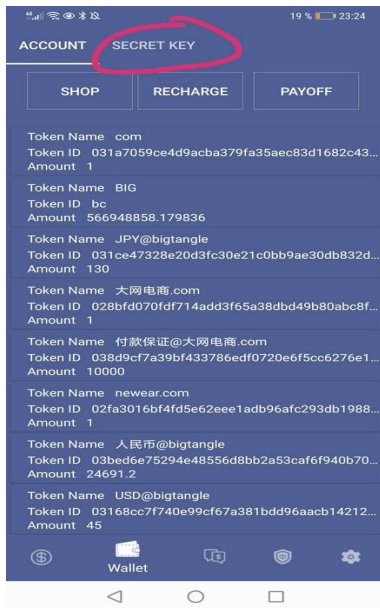 19 % 23:24
ACCOUNT SECRET KEY
SHOP RECHARGE PAYOFF
Token Name com
Token ID 031a7059ce4d9acba379fa35aec83d1682c43...
Amount 1
Token Name BIG
Token ID bc
Amount 566948858.179836
Token Name JPY@bigtangle
Token ID 031ce47328e20d3fc30e21c0bb9ae30db832d...
Amount 130
Token Name 大网电商.com
Token ID 028bfd070fdf714add3f65a38dbd49b80abc8f...
Amount 1
Token Name 付款保证@大网电商.com
Token ID 038d9cf7a39bf433786edf0720e6f5cc6276e1...
Amount 10000
Token Name newear.com
Token ID 02fa3016bf4fd5e62eee1adb96afc293db1988...
Amount 1
Token Name 人民币@bigtangle
Token ID 03bed6e75294e48556d8bb2a53caf6f940b70...
Amount 24691.2
Token Name USD@bigtangle
Token ID 03168cc7f740e99cf67a381bdd96aacb14212...
Amount 45
Wallet